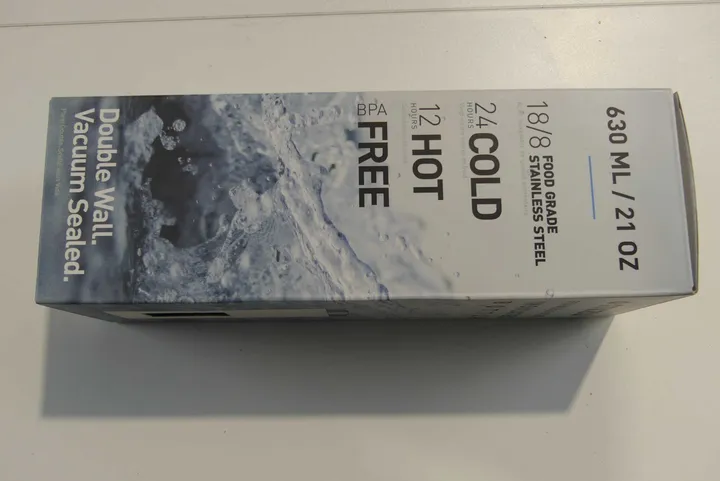 630 ML / 21 OZ
18/8 FOOD GRADE
STAINLESS STEEL
24 COLD
HOURS
12 HOT
HOURS
BPA FREE
Double Wall.
Vacuum Sealed.